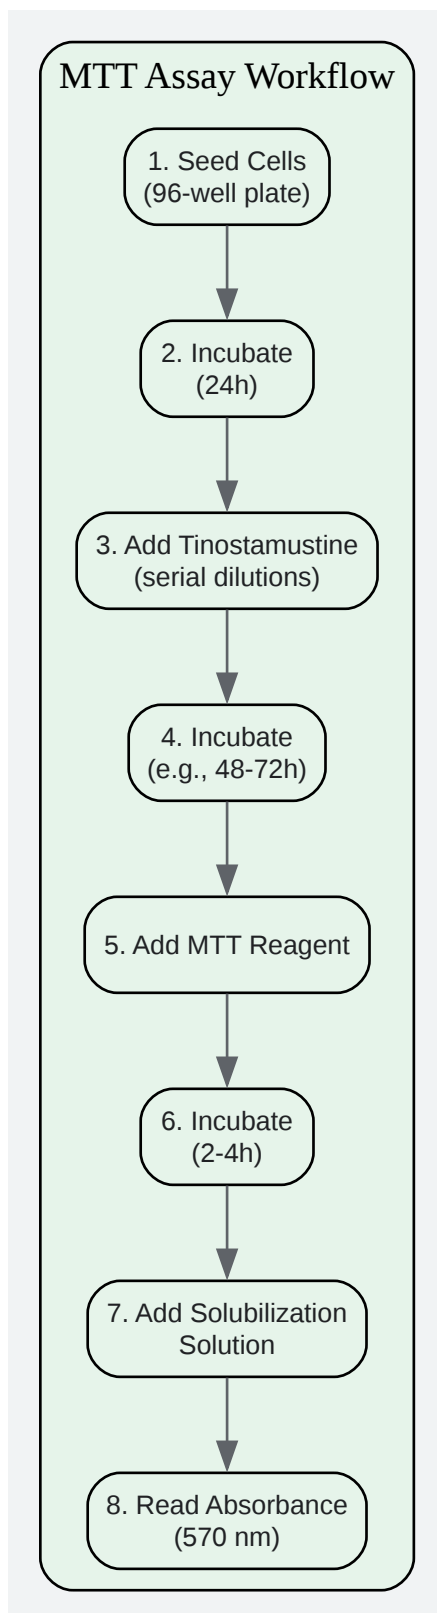 MTT Assay Workflow
1. Seed Cells
(96-well plate)
2. Incubate
(24h)
3. Add Tinostamustine
(serial dilutions)
4. Incubate
(e.g., 48-72h)
5. Add MTT Reagent
6. Incubate
(2-4h)
7. Add Solubilization
Solution
8. Read Absorbance
(570 nm)